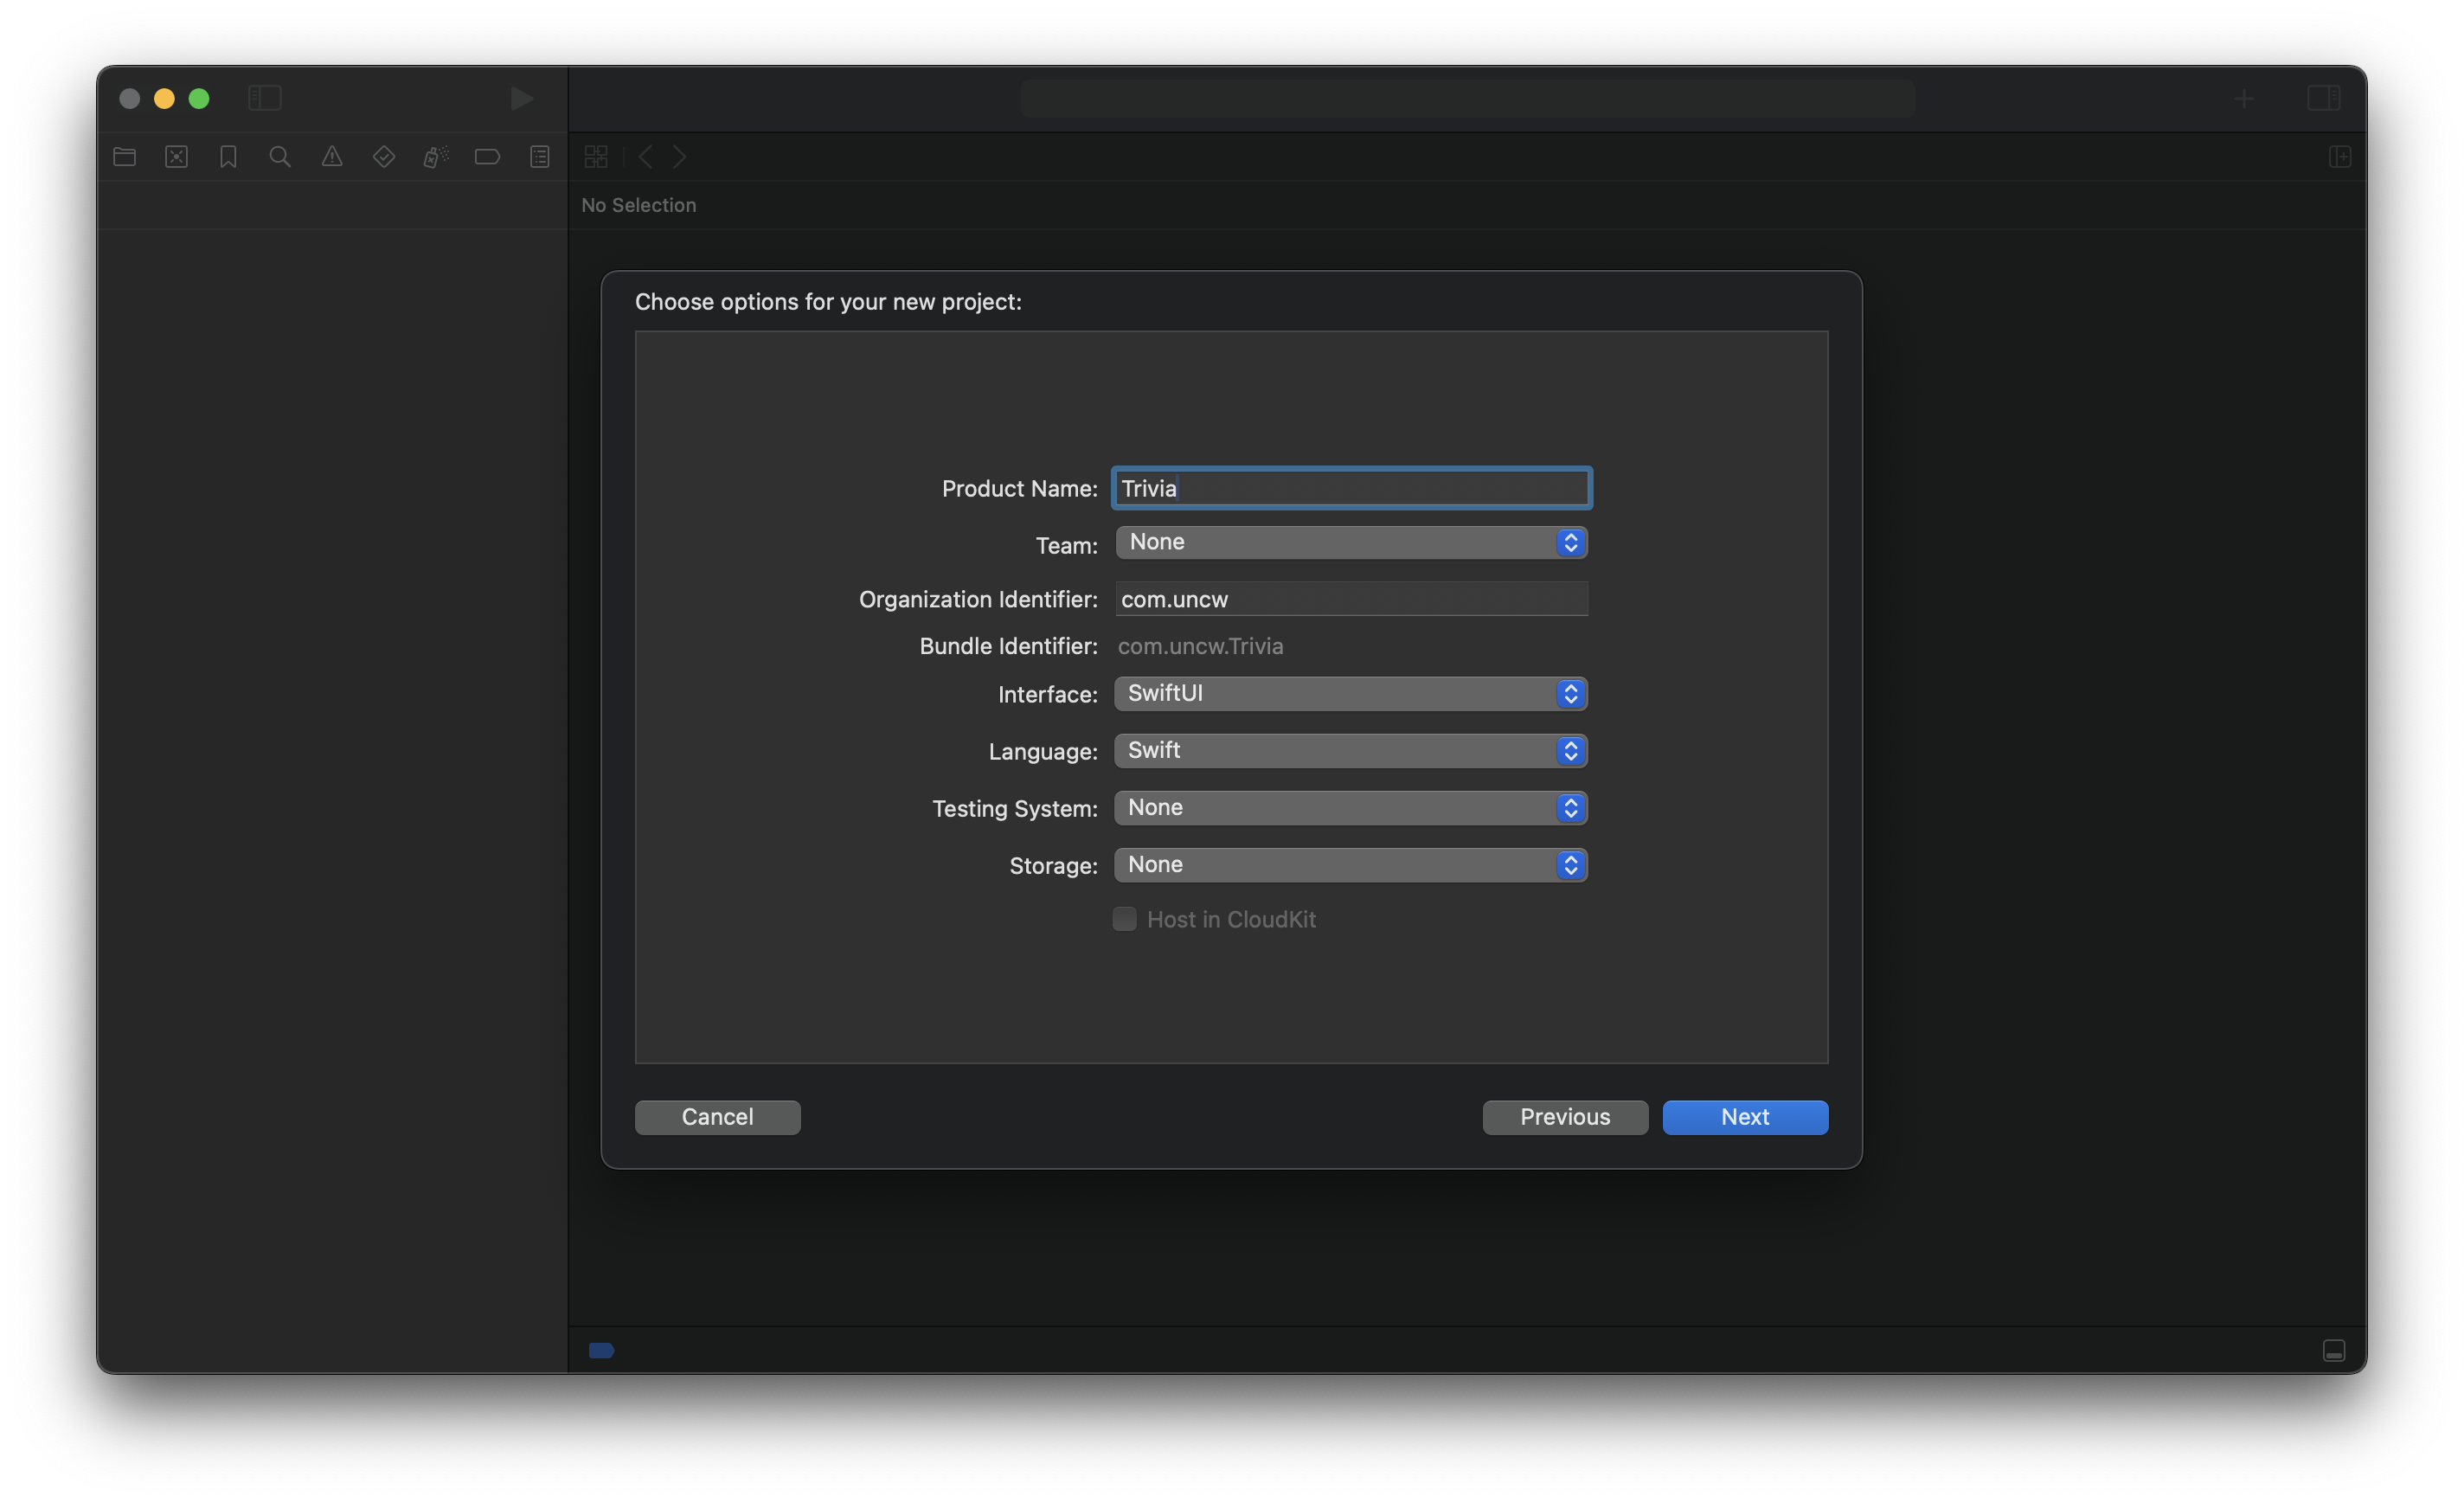 No Selection
Choose options for your new project:
Product Name: Trivia
Team: None
Organization Identifier: com.uncw
Bundle Identifier: com.uncw.Trivia
Interface: SwiftUI
Language: Swift
Testing System: None
Storage: None
Host in CloudKit
Cancel Previous Next